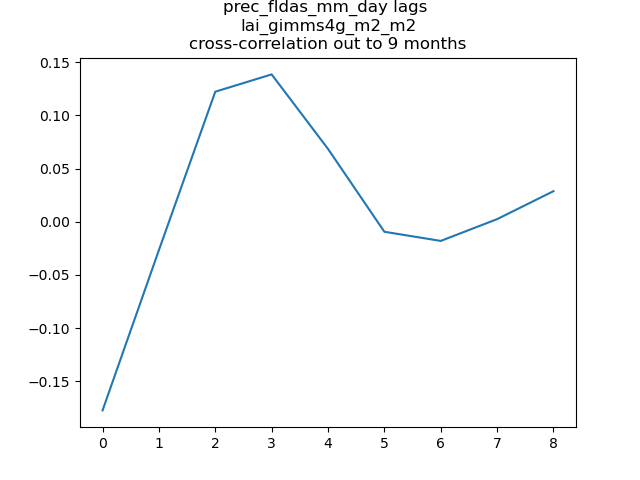 prec_fldas_mm_day lags
lai_gimms4g_m2_m2
cross-correlation out to 9 months
0.15
0.10
0.05
0.00
−0.05
−0.10
−0.15
0 1 2 3 4 5 6 7 8